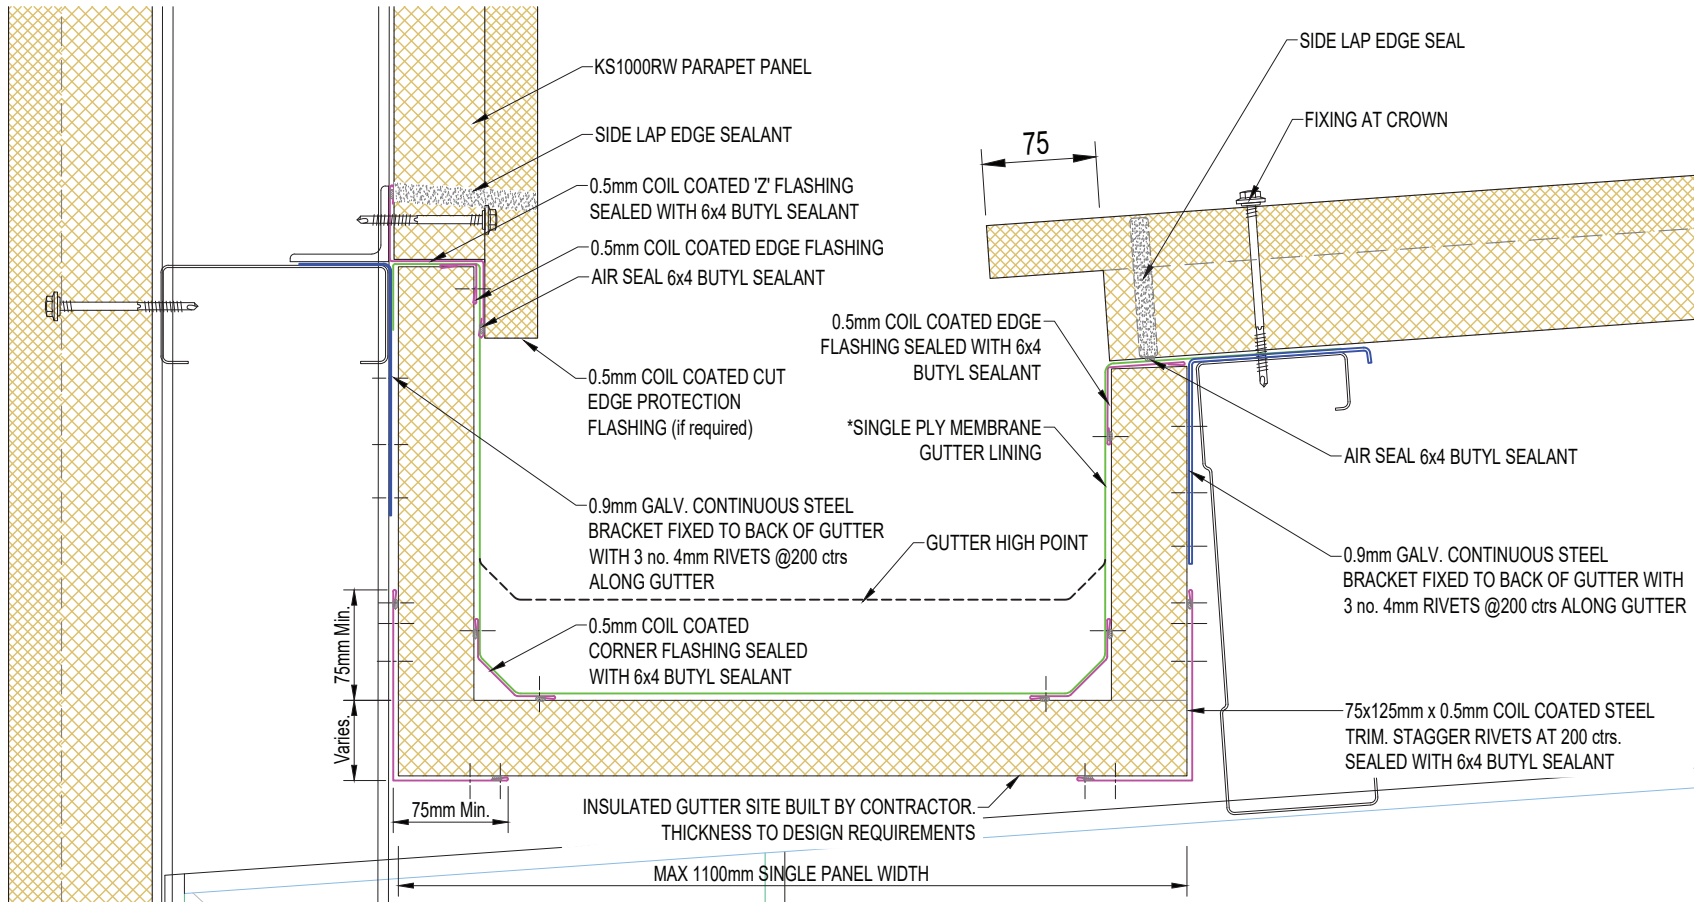 KS1000RW PARAPET PANEL
SIDE LAP EDGE SEALANT
0.5mm COIL COATED 'Z' FLASHING
SEALED WITH 6x4 BUTYL SEALANT
0.5mm COIL COATED EDGE FLASHING
AIR SEAL 6x4 BUTYL SEALANT
0.5mm COIL COATED CUT
EDGE PROTECTION
FLASHING (if required)
0.9mm GALV. CONTINUOUS STEEL
BRACKET FIXED TO BACK OF GUTTER
WITH 3 no. 4mm RIVETS @200 ctrs
ALONG GUTTER
0.5mm COIL COATED
CORNER FLASHING SEALED
WITH 6x4 BUTYL SEALANT
75mm Min.
Varies.
75mm Min.
INSULATED GUTTER SITE BUILT BY CONTRACTOR.
THICKNESS TO DESIGN REQUIREMENTS
MAX 1100mm SINGLE PANEL WIDTH
SIDE LAP EDGE SEAL
FIXING AT CROWN
75
0.5mm COIL COATED EDGE
FLASHING SEALED WITH 6x4
BUTYL SEALANT
*SINGLE PLY MEMBRANE
GUTTER LINING
GUTTER HIGH POINT
AIR SEAL 6x4 BUTYL SEALANT
0.9mm GALV. CONTINUOUS STEEL
BRACKET FIXED TO BACK OF GUTTER WITH
3 no. 4mm RIVETS @200 ctrs ALONG GUTTER
75x125mm x 0.5mm COIL COATED STEEL
TRIM. STAGGER RIVETS AT 200 ctrs.
SEALED WITH 6x4 BUTYL SEALANT